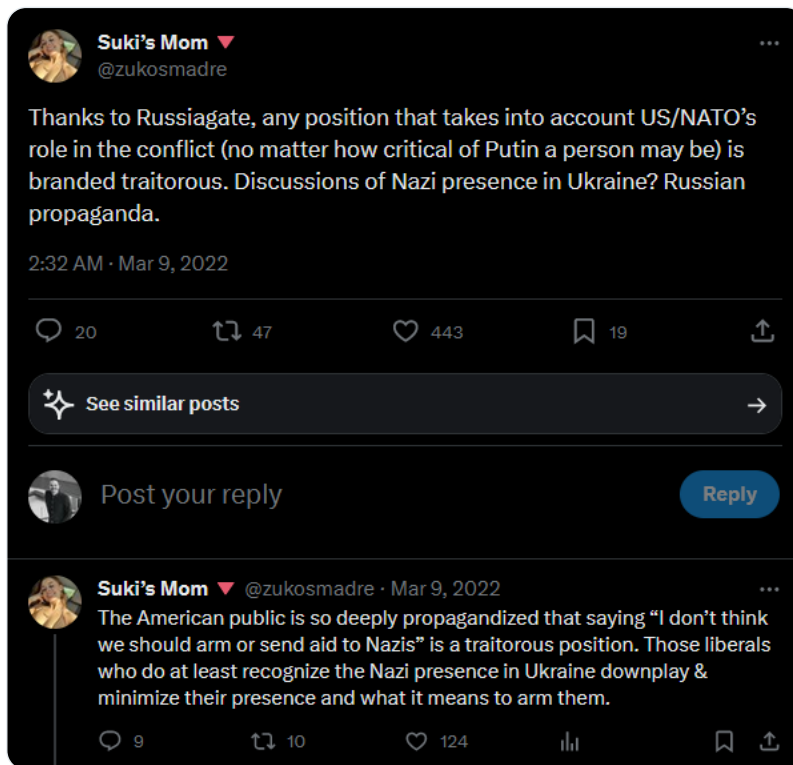 Suki's Mom
@zukosmadre
Thanks to Russiagate, any position that takes into account US/NATO's
role in the conflict (no matter how critical of Putin a person may be) is
branded traitorous. Discussions of Nazi presence in Ukraine? Russian
propaganda.
2:32 AM · Mar 9, 2022
20 47 443 19
See similar posts
Post your reply
Reply
Suki's Mom @zukosmadre · Mar 9, 2022
The American public is so deeply propagandized that saying “I don't think
we should arm or send aid to Nazis” is a traitorous position. Those liberals
who do at least recognize the Nazi presence in Ukraine downplay &
minimize their presence and what it means to arm them.
9 10 124